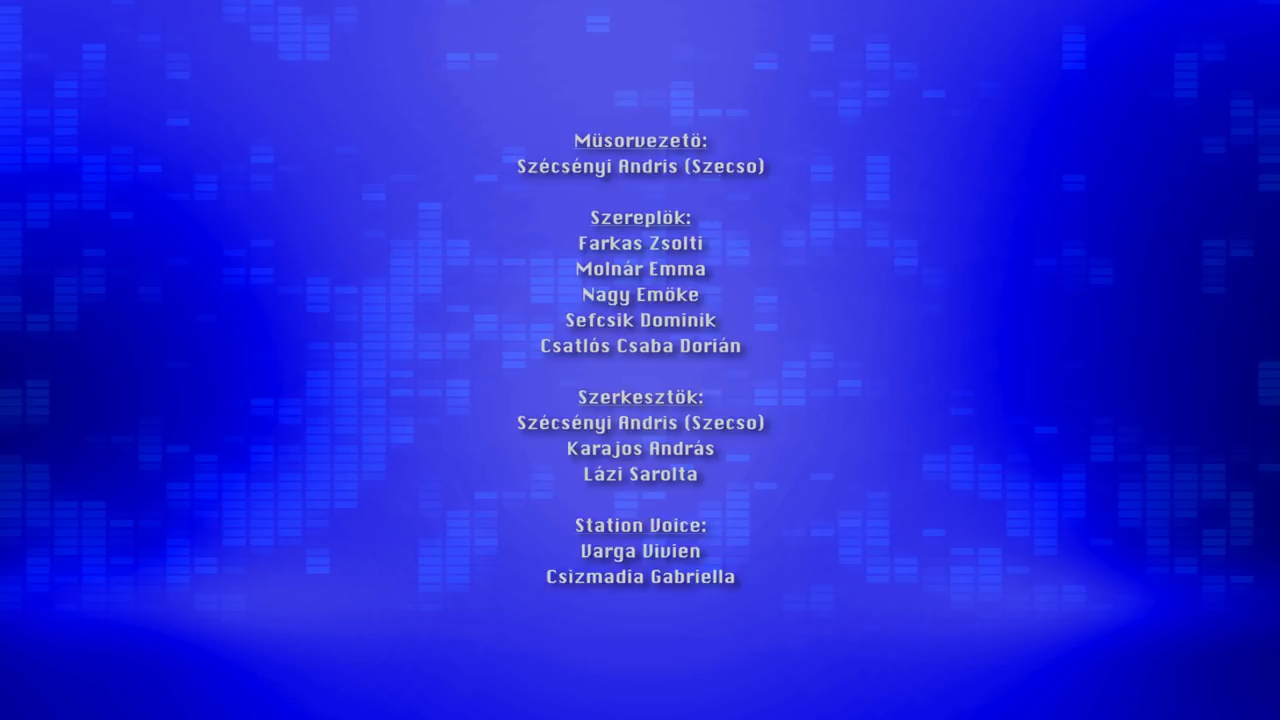 Müsorvezetö:
Szécsényi Andris (Szecso)
Szereplök:
Farkas Zsolti
Molnár Emma
Nagy Emöke
Sefcsik Dominik
Csatlós Csaba Dorián
Szerkesztök:
Szécsényi Andris (Szecso)
Karajos András
Lázi Sarolta
Station Voice:
Varga Vivien
Csizmadia Gabriella